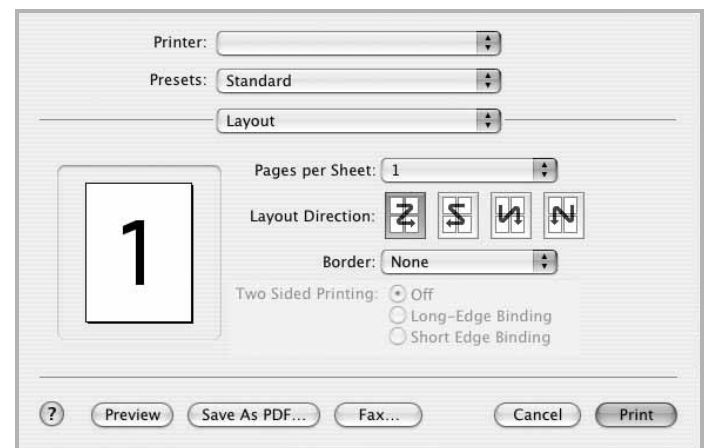 Printer:
Presets: Standard
Layout
Pages per Sheet: 1
1
Layout Direction:
Border: None
Two Sided Printing: Off
Long-Edge Binding
Short Edge Binding
? Preview Save As PDF... Fax... Cancel Print